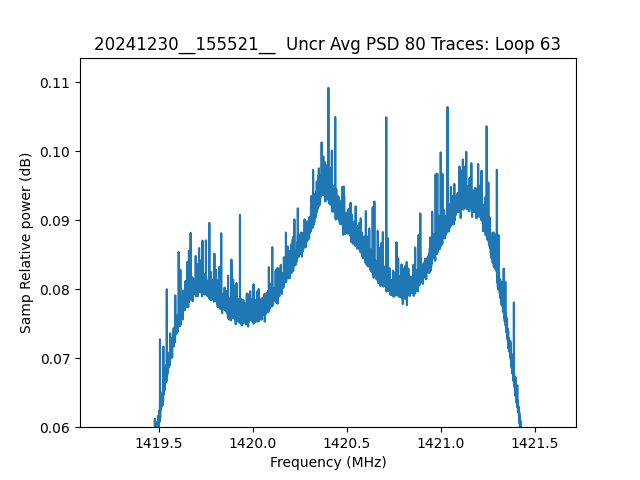 20241230__155521__  Uncr Avg PSD 80 Traces: Loop 63
0.11
0.10
0.09
0.08
0.07
0.06
Samp Relative power (dB)
1419.5 1420.0 1420.5 1421.0 1421.5
Frequency (MHz)